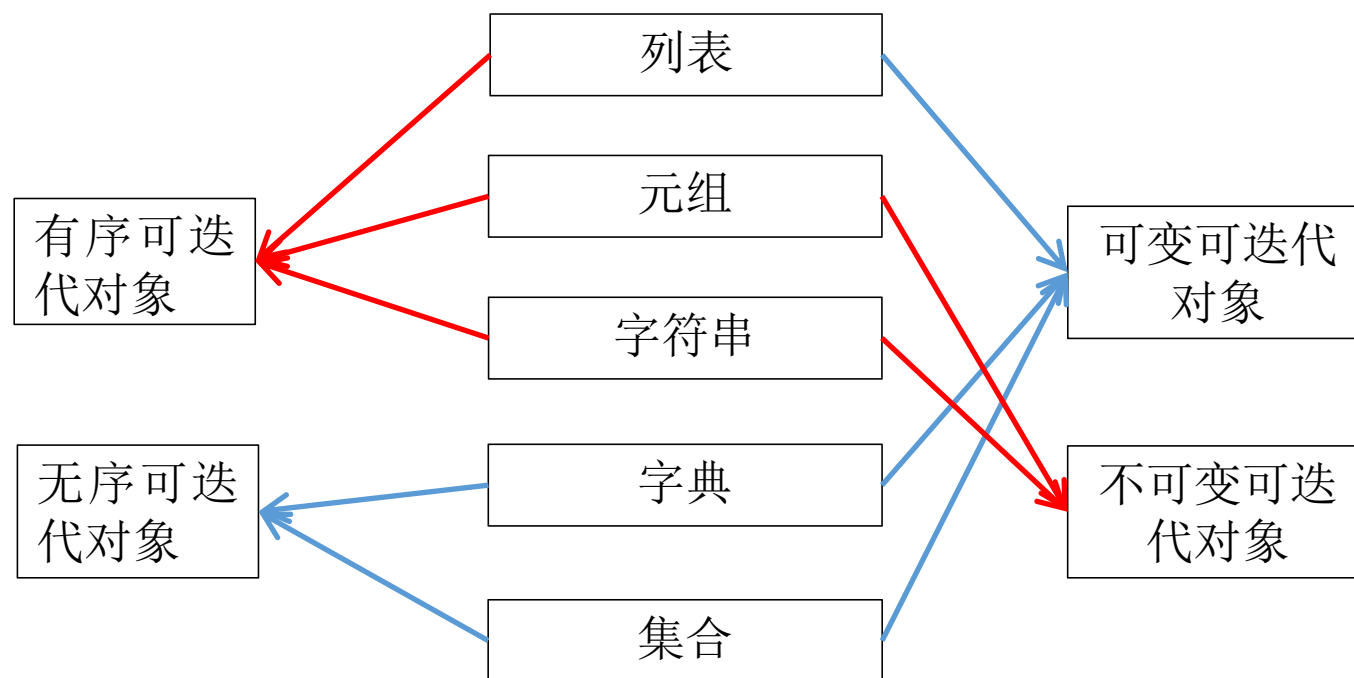 列表
元组
有序可迭
代对象
可变可迭代
对象
字符串
字典
无序可迭
代对象
不可变可迭
代对象
集合